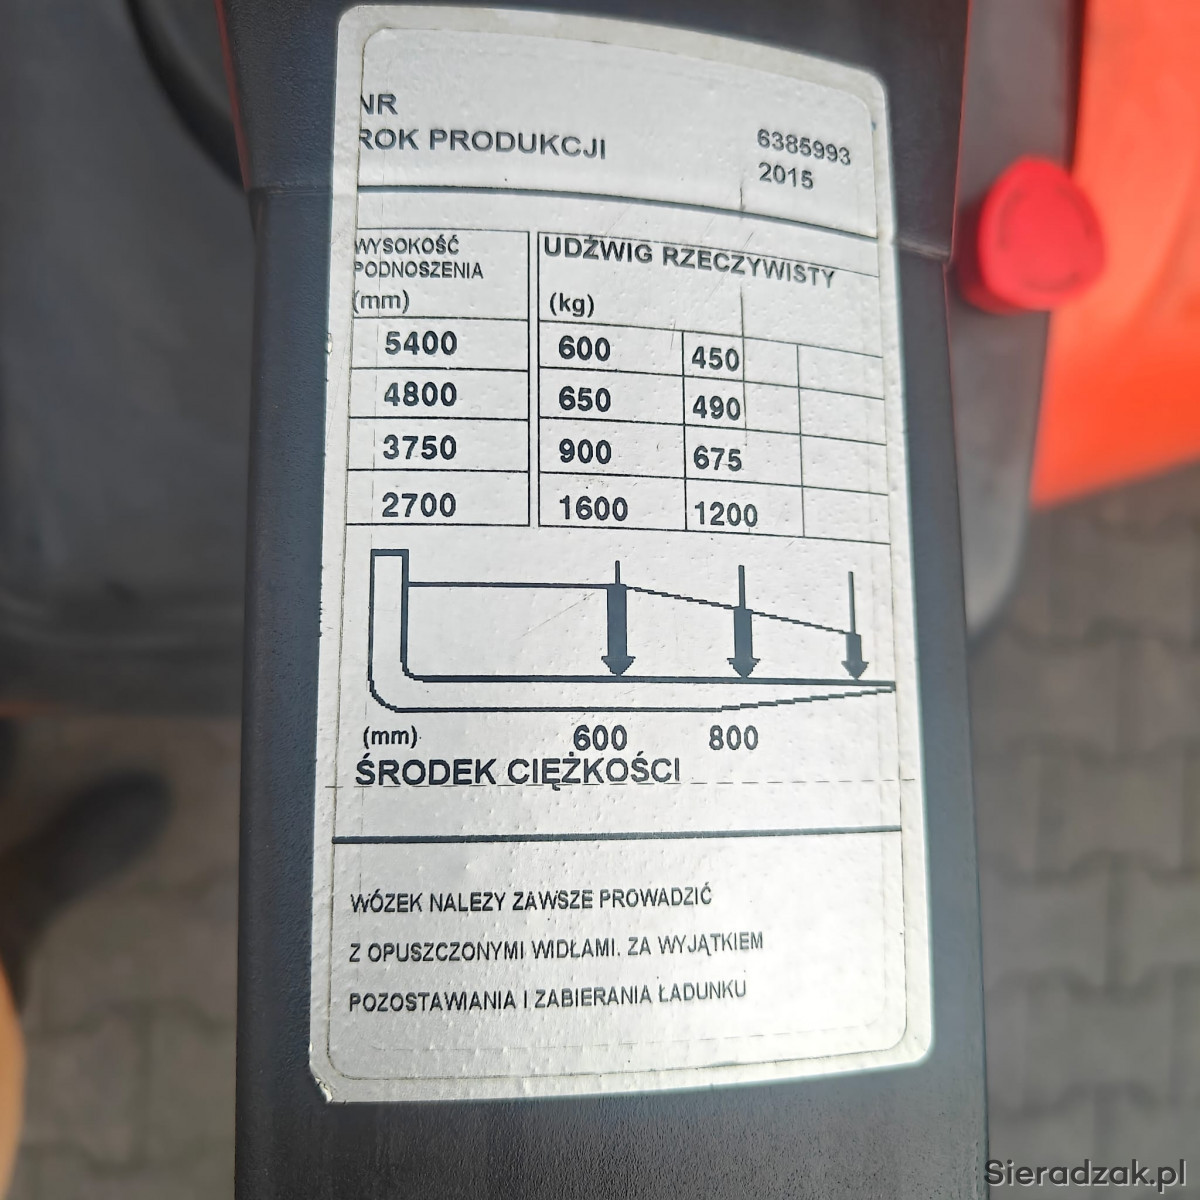 NR 6385993
ROK PRODUKCJI 2015
WYSOKOŚĆ PODNOSZENIA (mm) UDŹWIG RZECZYWISTY (kg)
5400 600 450
4800 650 490
3750 900 675
2700 1600 1200
(mm) 600 800
ŚRODEK CIĘŻKOŚCI
WÓZEK NALEZY ZAWSZE PROWADZIĆ
Z OPUSZCZONYMI WIDŁAMI. ZA WYJĄTKIEM
POZOSTAWIANIA I ZABIERANIA ŁADUNKU
Sieradzak.pl